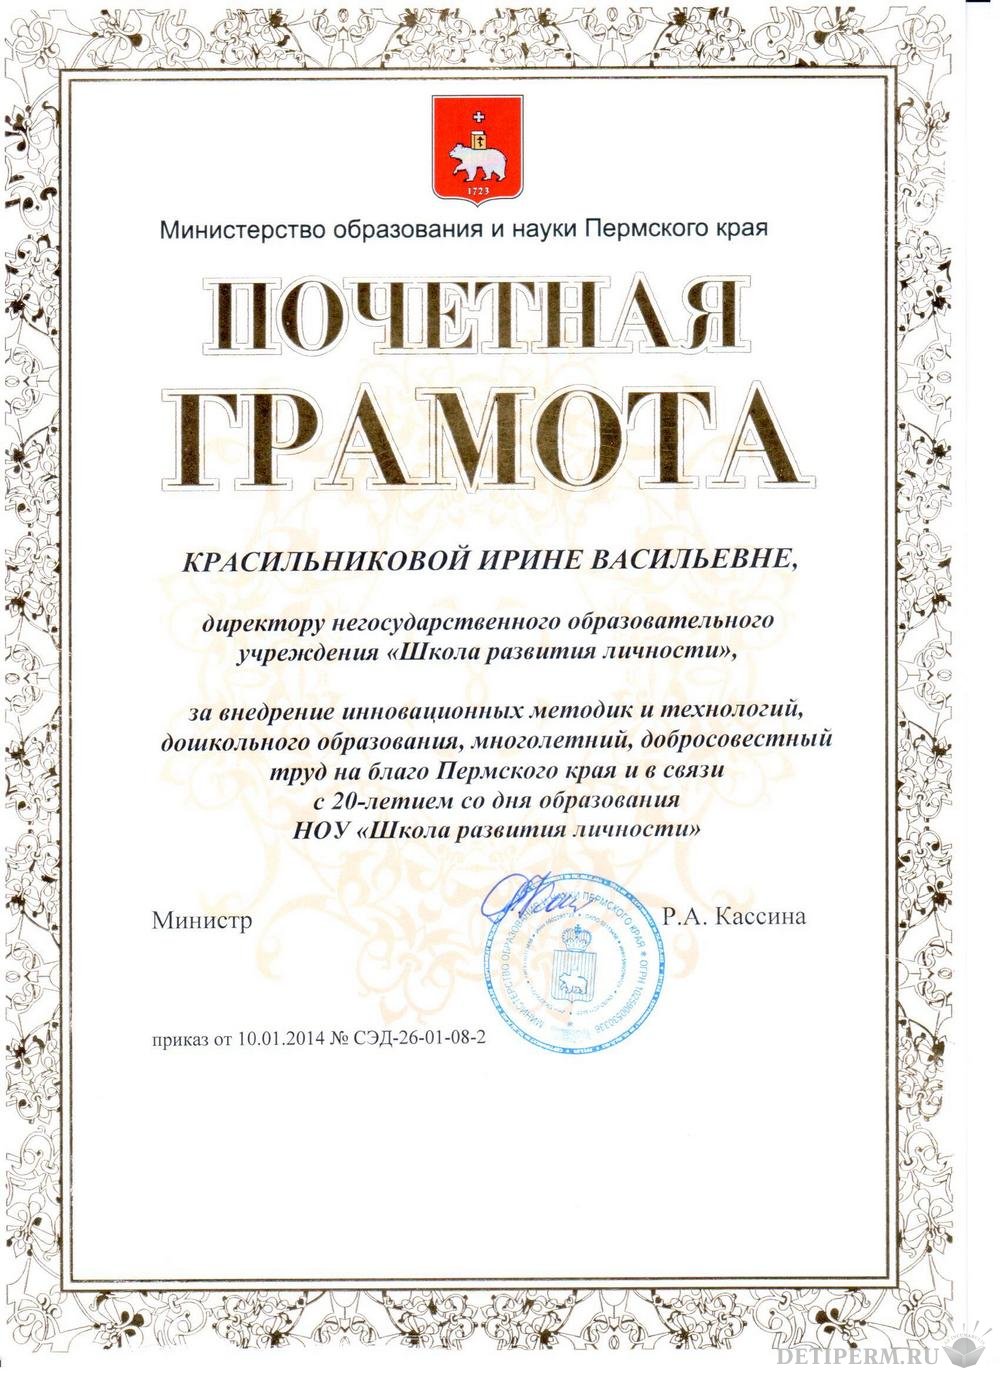 1723
Министерство образования и науки Пермского края
ПОЧЕТНАЯ
ГРАМОТА
КРАСИЛЬНИКОВОЙ ИРИНЕ ВАСИЛЬЕВНЕ,
директору негосударственного образовательного
учреждения «Школа развития личности»,
за внедрение инновационных методик и технологий,
дошкольного образования, многолетний, добросовестный
труд на благо Пермского края и в связи
с 20-летием со дня образования
НОУ «Школа развития личности»
Министр
Р.А. Кассина
МИНИСТЕРСТВО ОБРАЗОВАНИЯ И НАУКИ ПЕРМСКОГО КРАЯ * ОГРН 1025900530336
приказ от 10.01.2014 № СЭД-26-01-08-2
DETIPERM.RU